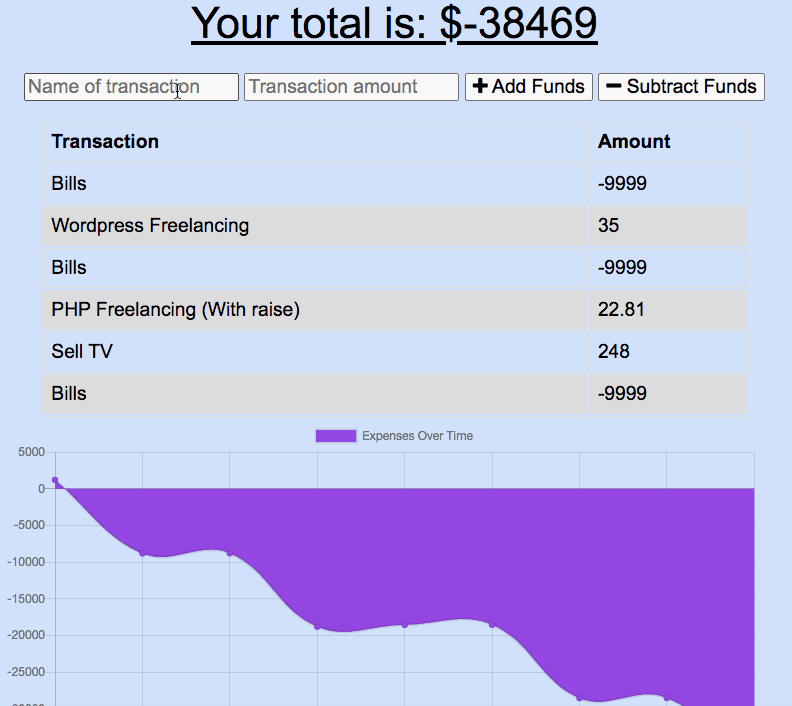 Your total is: $-38469
Name of transaction Transaction amount Add Funds Subtract Funds
Transaction Amount
Bills -9999
Wordpress Freelancing 35
Bills -9999
PHP Freelancing (With raise) 22.81
Sell TV 248
Bills -9999
Expenses Over Time
5000
0
-5000
-10000
-15000
-20000
-25000